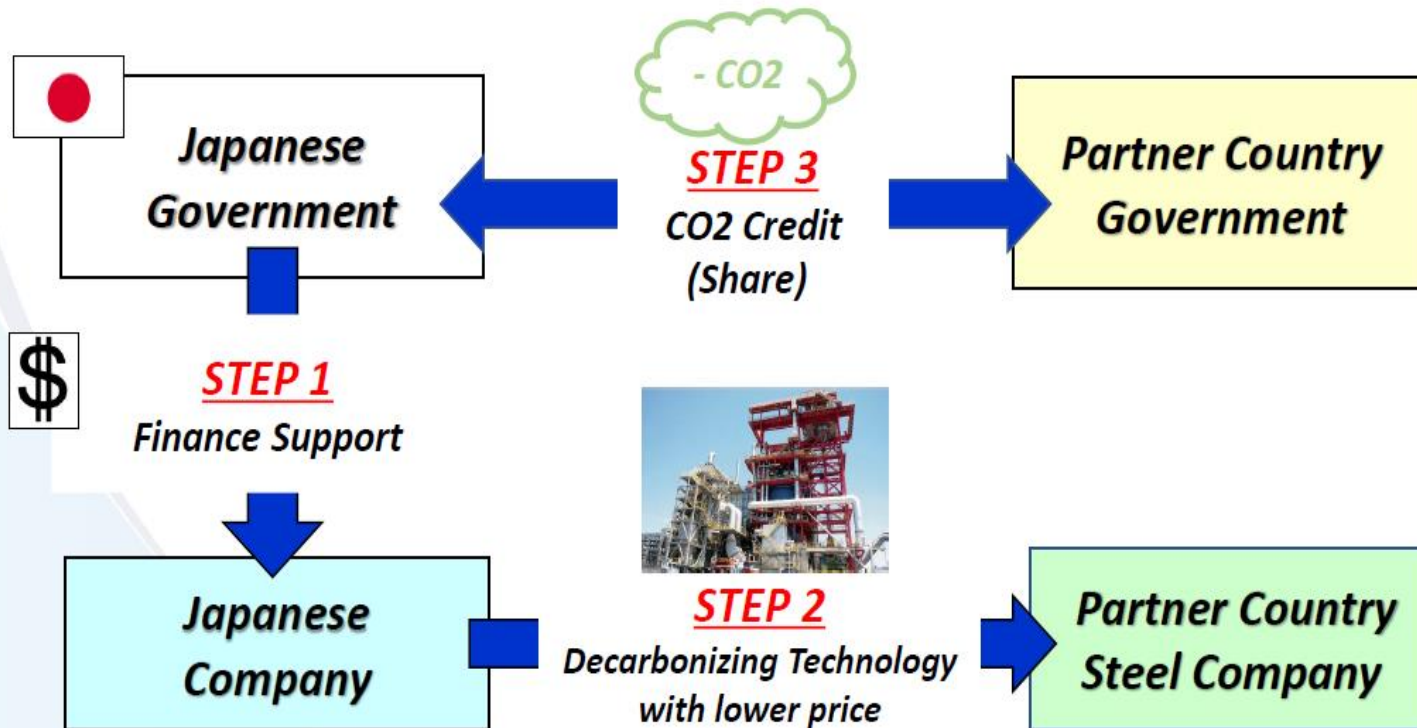 - CO2
Japanese
Government
STEP 3
CO2 Credit
(Share)
Partner Country
Government
$
STEP 1
Finance Support
Japanese
Company
STEP 2
Decarbonizing Technology
with lower price
Partner Country
Steel Company